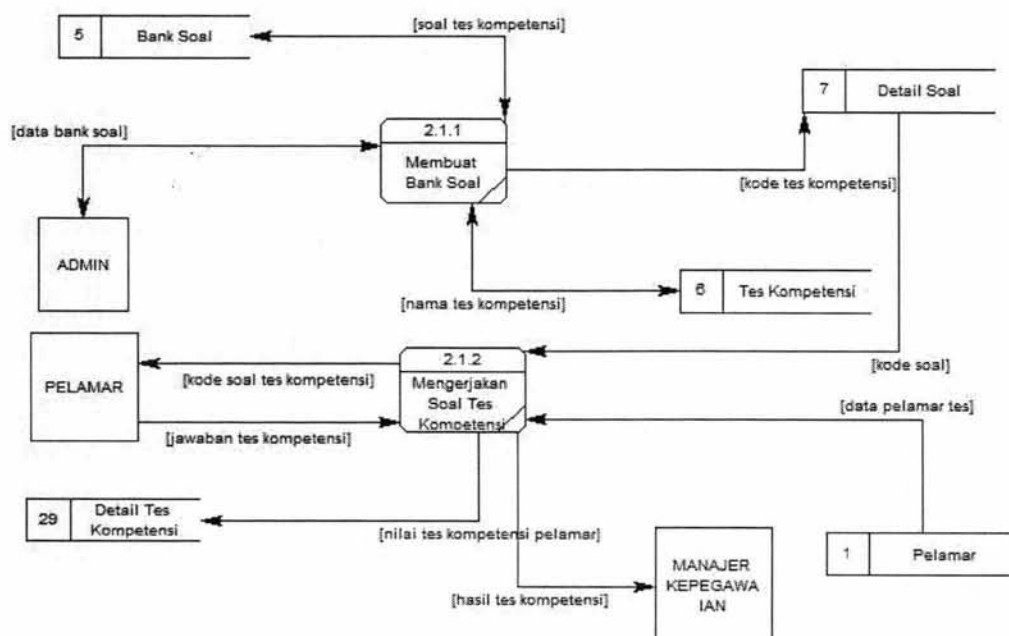 [soal tes kompetensi]
5
Bank Soal
7
Detail Soal
[data bank soal]
2.1.1
Membuat
Bank Soal
[kode tes kompetensi]
ADMIN
6
Tes Kompetensi
[nama tes kompetensi]
2.1.2
Mengerjakan
Soal Tes
Kompetensi
[kode soal]
PELAMAR
[kode soal tes kompetensi]
[data pelamar tes]
[jawaban tes kompetensi]
29
Detail Tes
Kompetensi
[nilai tes kompetensi pelamar]
MANAJER
KEPEGAWA
IAN
1
Pelamar
[hasil tes kompetensi]